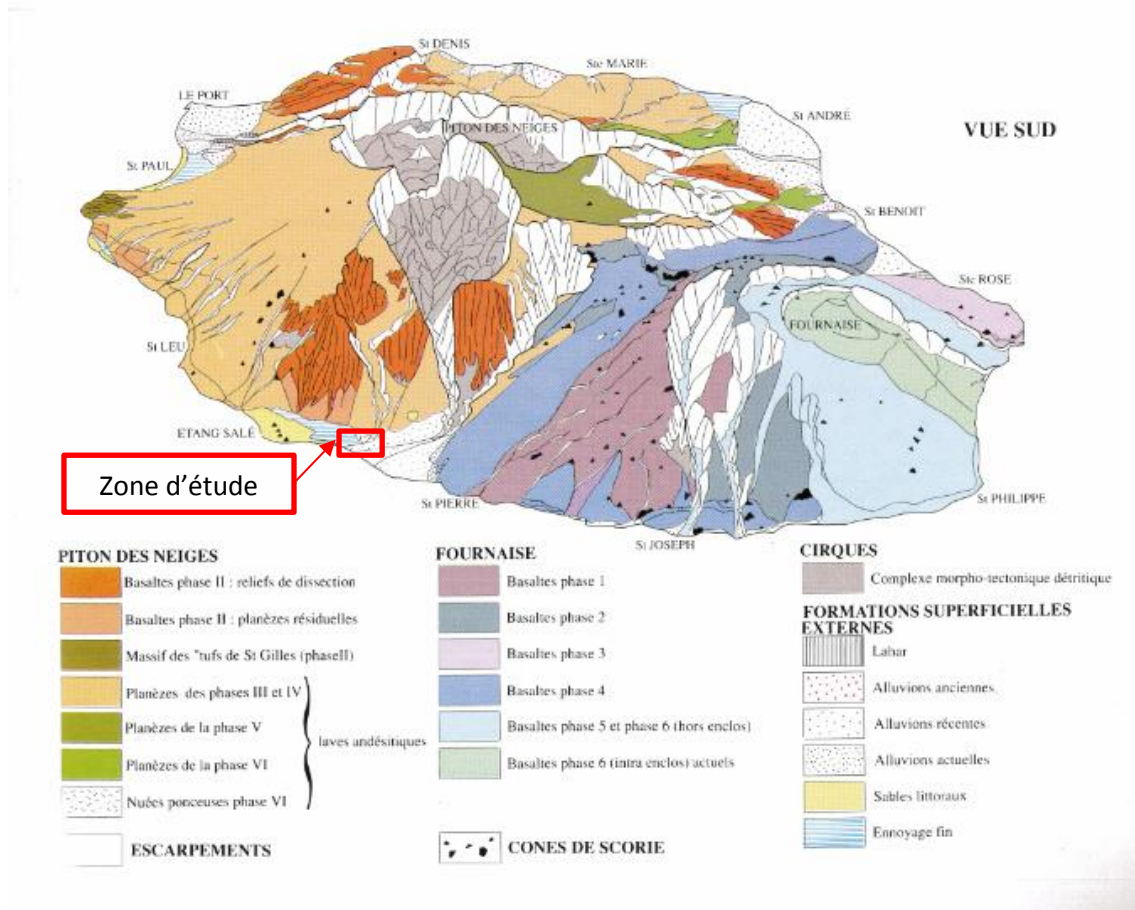 St DENIS
Ste MARIE
LE PORT
St ANDRÉ
VUE SUD
PITON DES NEIGES
St PAUL
St BENOIT
Ste ROSE
FOURNAISE
St LEU
ETANG SALÉ
Zone d'étude
St PIERRE
St PHILIPPE
St JOSEPH
PITON DES NEIGES
Basaltes phase II : reliefs de dissection
Basaltes phase II : planèzes résiduelles
Massif des "tufs de St Gilles (phaseII)
Planèzes des phases III et IV
Planèzes de la phase V
laves andésitiques
Planèzes de la phase VI
Nuées ponceuses phase VI
ESCARPEMENTS
FOURNAISE
Basaltes phase 1
Basaltes phase 2
Basaltes phase 3
Basaltes phase 4
Basaltes phase 5 et phase 6 (hors enclos)
Basaltes phase 6 (intra enclos) actuels
CONES DE SCORIE
CIRQUES
Complexe morpho-tectonique détritique
FORMATIONS SUPERFICIELLES
EXTERNES
Lahar
Alluvions anciennes
Alluvions récentes
Alluvions actuelles
Sables littoraux
Ennoyage fin